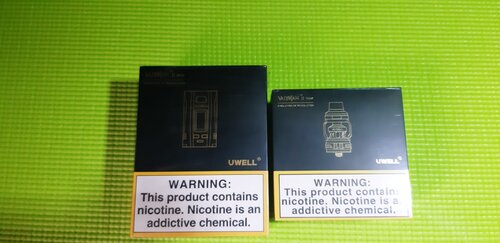 UWELL
WARNING:
This product contains
nicotine. Nicotine is an
addictive chemical.
UWELL
WARNING:
This product contains
nicotine. Nicotine is an
addictive chemical.